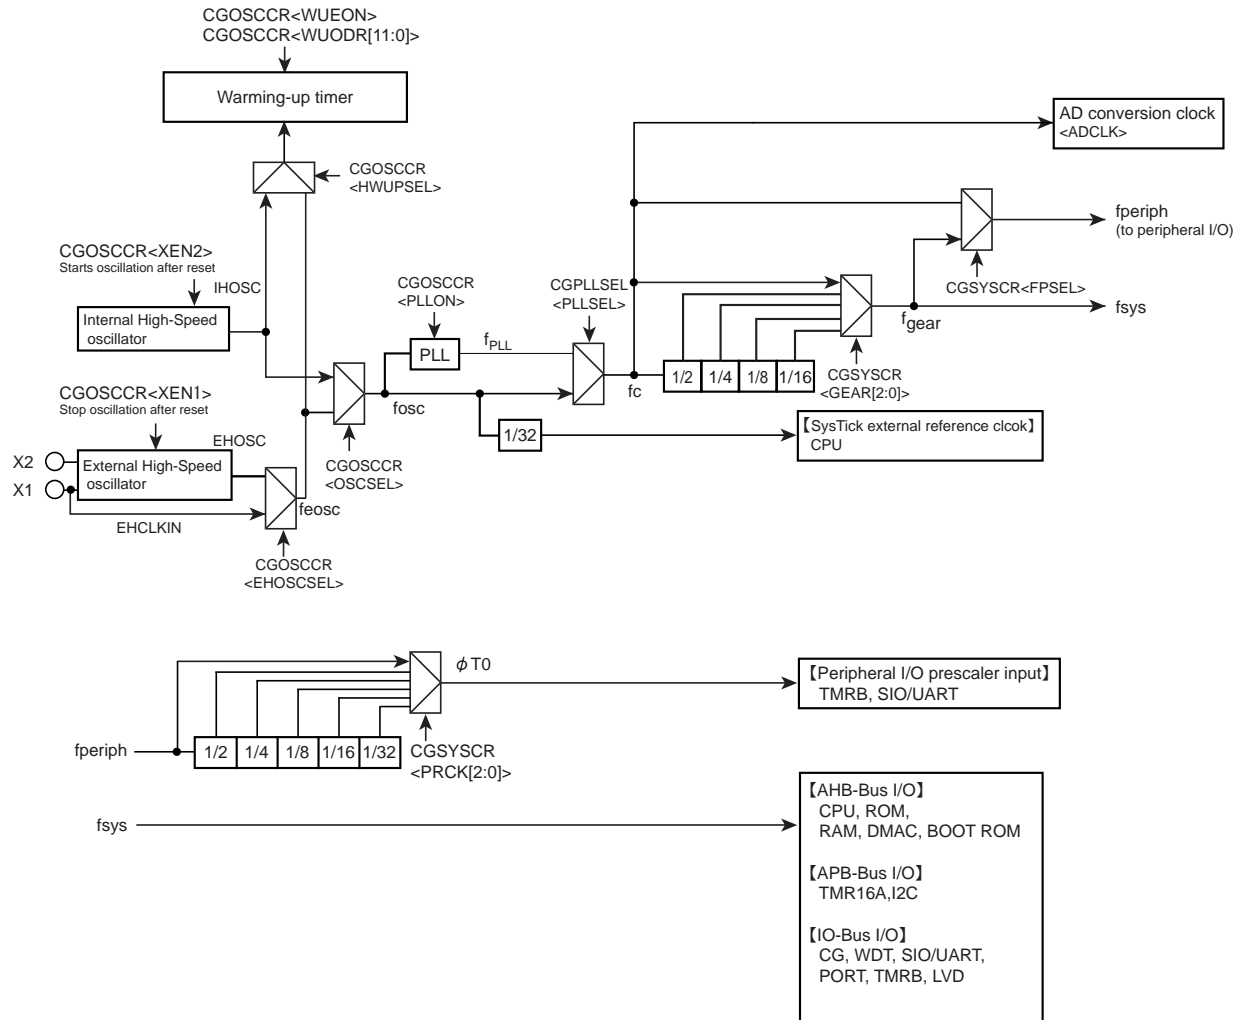 CGOSCCR<WUEON>
CGOSCCR<WUODR[11:0]>
Warming-up timer
CGOSCCR
<HWUPSEL>
AD conversion clock
<ADCLK>
fperiph
(to peripheral I/O)
CGSYSCR<FPSEL>
fsys
CGOSCCR<XEN2>
Starts oscillation after reset
IHOSC
Internal High-Speed
oscillator
CGOSCCR
<PLLON>
CGPLLSEL
<PLLSEL>
PLL
fPLL
fgear
fosc
fc
1/2
1/4
1/8
1/16
CGSYSCR
<GEAR[2:0]>
CGOSCCR<XEN1>
Stop oscillation after reset
EHOSC
X2
X1
External High-Speed
oscillator
EHCLKIN
feosc
CGOSCCR
<OSCSEL>
CGOSCCR
<EHOSCSEL>
1/32
【SysTick external reference clcok】
CPU
φT0
fperiph
1/2
1/4
1/8
1/16
1/32
CGSYSCR
<PRCK[2:0]>
【Peripheral I/O prescaler input】
TMRB, SIO/UART
fsys
【AHB-Bus I/O】
CPU, ROM,
RAM, DMAC, BOOT ROM
【APB-Bus I/O】
TMR16A,I2C
【IO-Bus I/O】
CG, WDT, SIO/UART,
PORT, TMRB, LVD